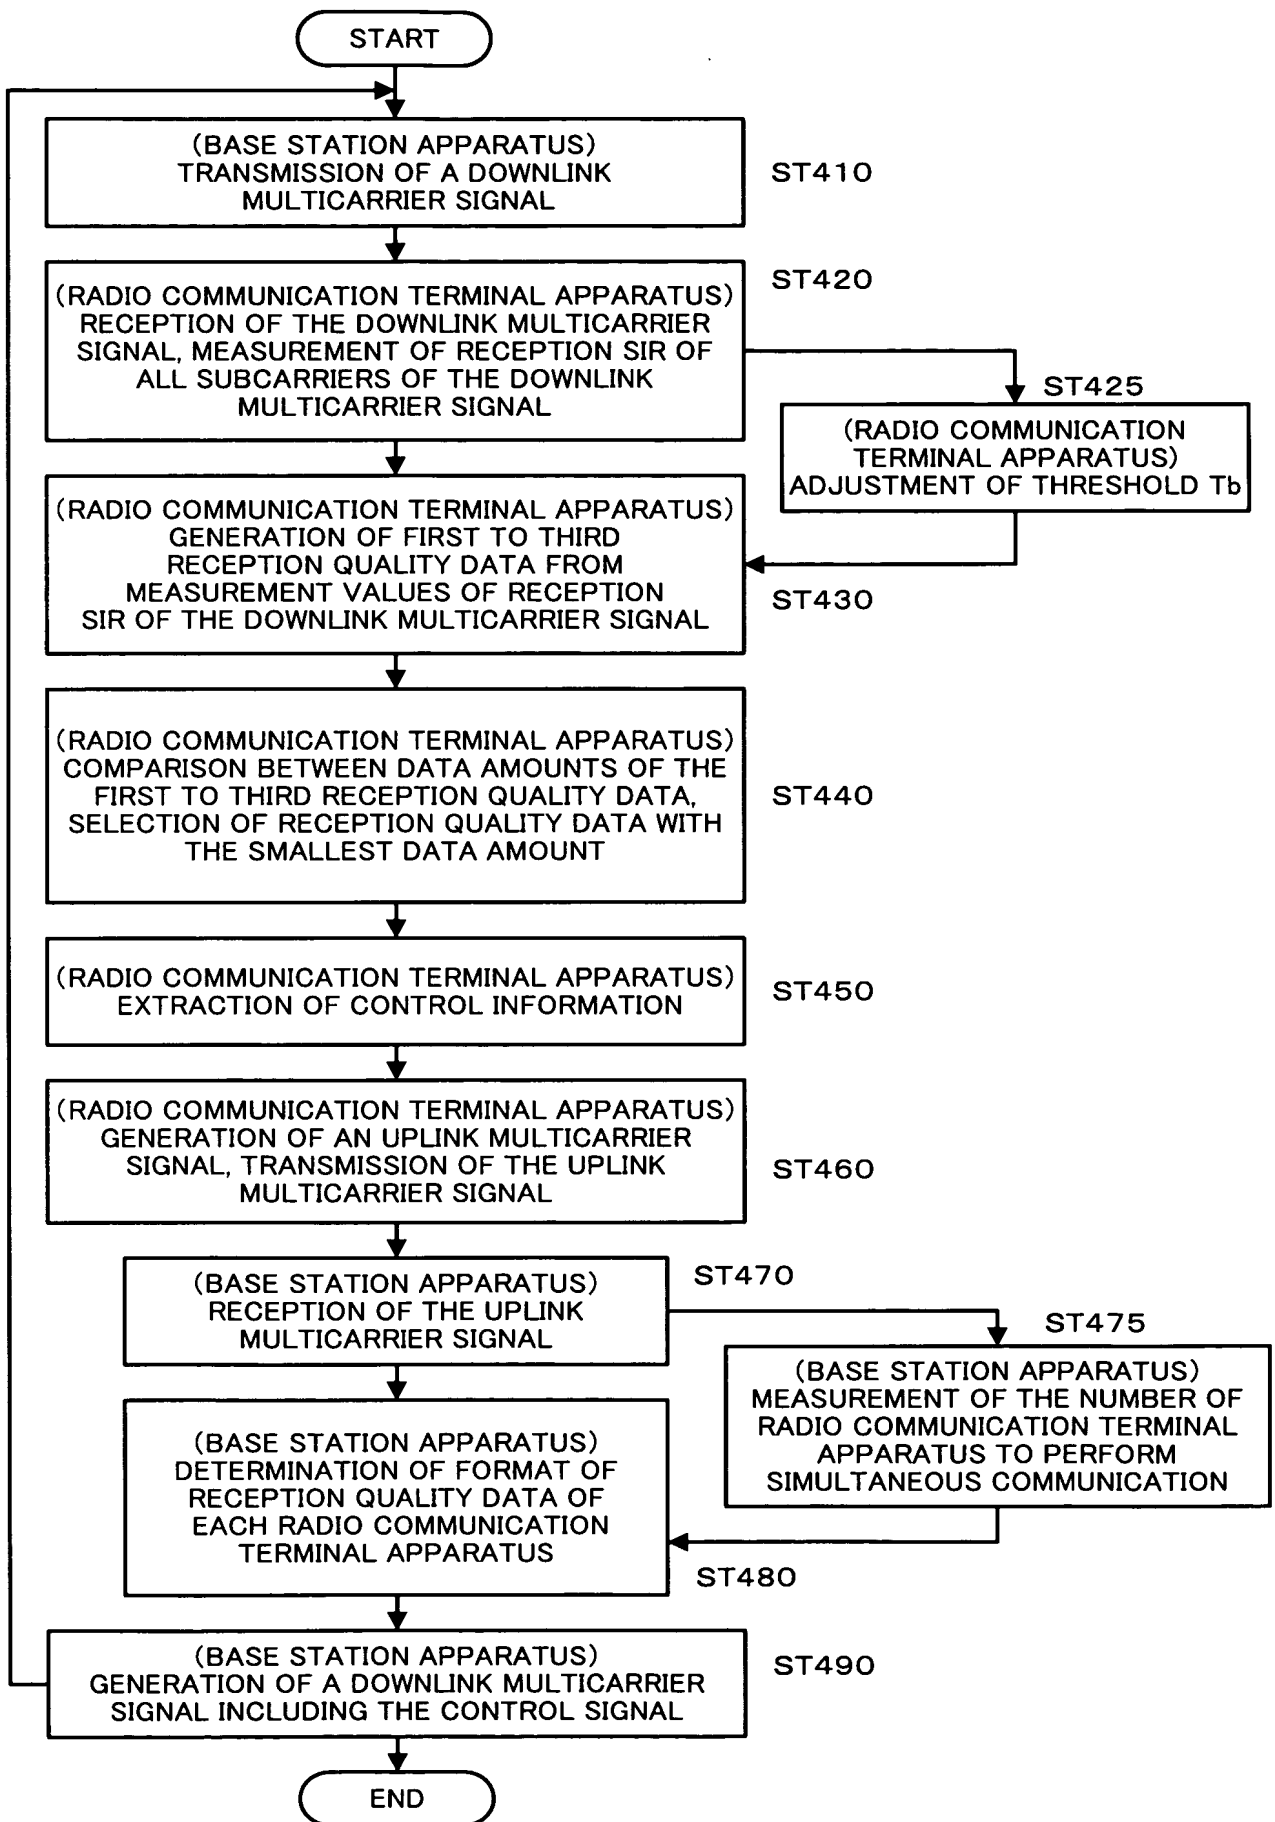 START
(BASE STATION APPARATUS)
TRANSMISSION OF A DOWNLINK
MULTICARRIER SIGNAL
ST410
(RADIO COMMUNICATION TERMINAL APPARATUS)
RECEPTION OF THE DOWNLINK MULTICARRIER
SIGNAL, MEASUREMENT OF RECEPTION SIR OF
ALL SUBCARRIERS OF THE DOWNLINK
MULTICARRIER SIGNAL
ST420
ST425
(RADIO COMMUNICATION
TERMINAL APPARATUS)
ADJUSTMENT OF THRESHOLD Tb
(RADIO COMMUNICATION TERMINAL APPARATUS)
GENERATION OF FIRST TO THIRD
RECEPTION QUALITY DATA FROM
MEASUREMENT VALUES OF RECEPTION
SIR OF THE DOWNLINK MULTICARRIER SIGNAL
ST430
(RADIO COMMUNICATION TERMINAL APPARATUS)
COMPARISON BETWEEN DATA AMOUNTS OF THE
FIRST TO THIRD RECEPTION QUALITY DATA,
SELECTION OF RECEPTION QUALITY DATA WITH
THE SMALLEST DATA AMOUNT
ST440
(RADIO COMMUNICATION TERMINAL APPARATUS)
EXTRACTION OF CONTROL INFORMATION
ST450
(RADIO COMMUNICATION TERMINAL APPARATUS)
GENERATION OF AN UPLINK MULTICARRIER
SIGNAL, TRANSMISSION OF THE UPLINK
MULTICARRIER SIGNAL
ST460
(BASE STATION APPARATUS)
RECEPTION OF THE UPLINK
MULTICARRIER SIGNAL
ST470
ST475
(BASE STATION APPARATUS)
MEASUREMENT OF THE NUMBER OF
RADIO COMMUNICATION TERMINAL
APPARATUS TO PERFORM
SIMULTANEOUS COMMUNICATION
(BASE STATION APPARATUS)
DETERMINATION OF FORMAT OF
RECEPTION QUALITY DATA OF
EACH RADIO COMMUNICATION
TERMINAL APPARATUS
ST480
(BASE STATION APPARATUS)
GENERATION OF A DOWNLINK MULTICARRIER
SIGNAL INCLUDING THE CONTROL SIGNAL
ST490
END